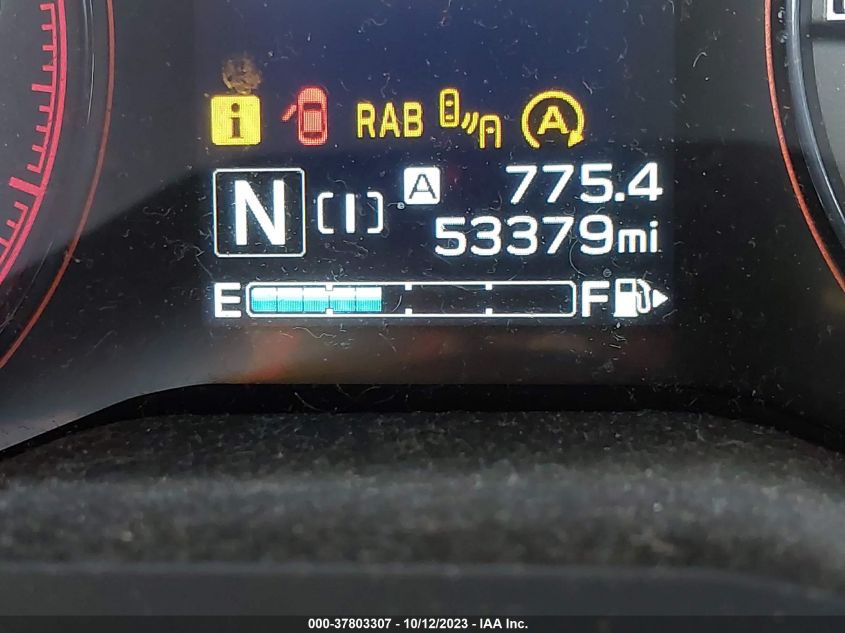 i RAB A
N [I] A 775.4
53379mi
E F
000-37803307 - 10/12/2023 - IAA Inc.